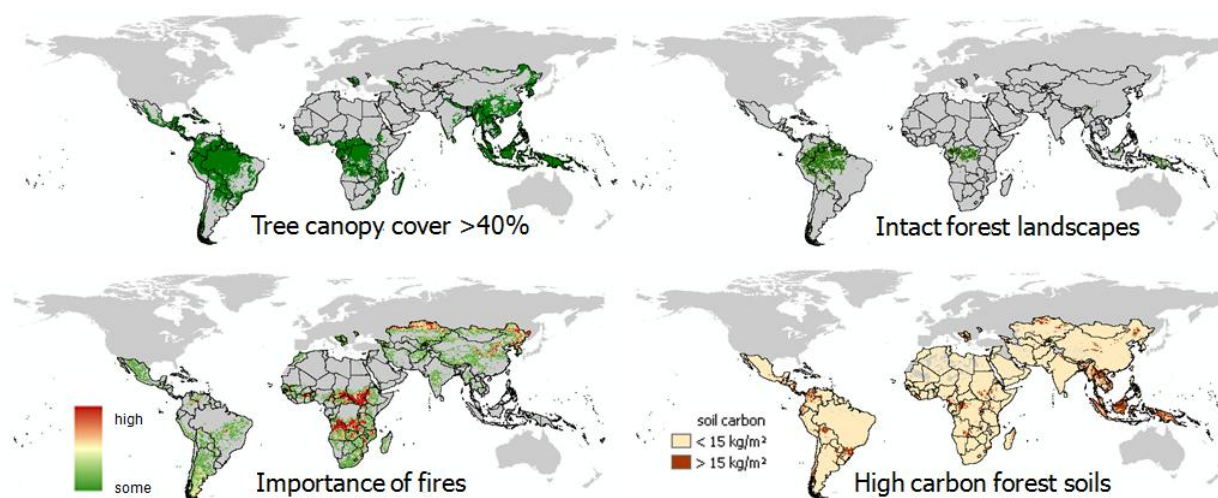 Tree canopy cover >40%
Intact forest landscapes
high
some
Importance of fires
soil carbon
< 15 kg/m²
> 15 kg/m²
High carbon forest soils